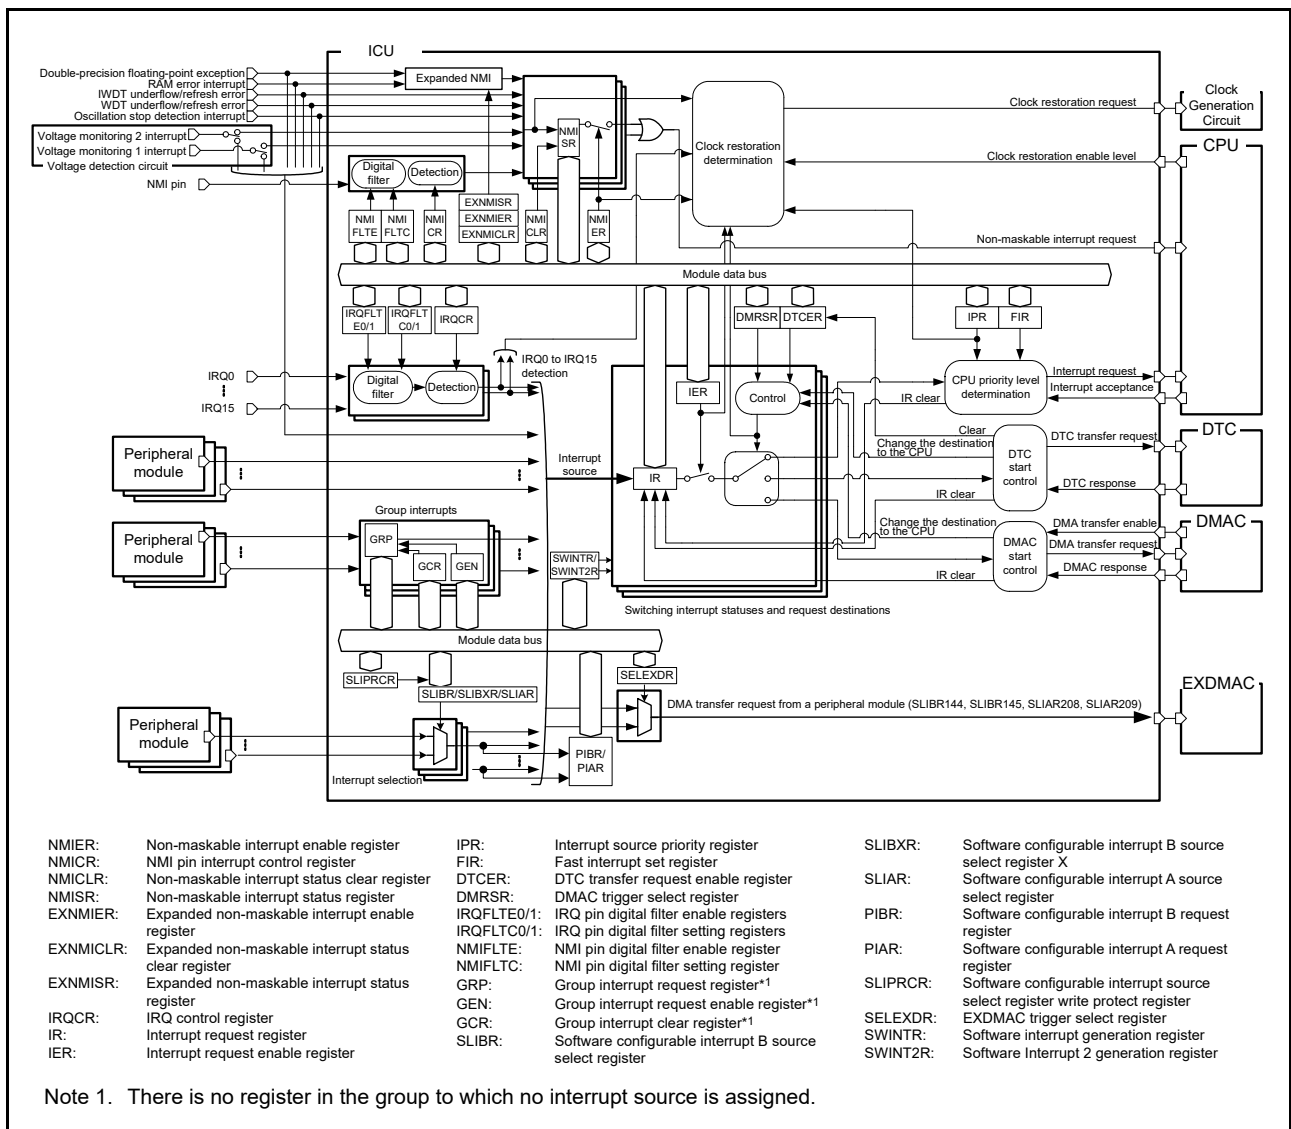 ICU
Double-precision floating-point exception
RAM error interrupt
IWDT underflow/refresh error
WDT underflow/refresh error
Oscillation stop detection interrupt
Voltage monitoring 2 interrupt
Voltage monitoring 1 interrupt
Voltage detection circuit
NMI pin
Expanded NMI
Digital
filter
Detection
NMI
FLTE
NMI
FLTC
NMI
CR
EXNMISR
EXNMIER
EXNMICLR
NMI
CLR
NMI
SR
NMI
ER
Clock restoration
determination
Clock restoration request
Clock
Generation
Circuit
Clock restoration enable level
CPU
Non-maskable interrupt request
Module data bus
IRQFLT
E0/1
IRQFLT
C0/1
IRQCR
DMRSR
DTCER
IPR
FIR
IRQ0 to IRQ15
detection
IRQ0
IRQ15
Digital
filter
Detection
IER
Control
CPU priority level
determination
Interrupt request
Interrupt acceptance
IR clear
Clear
Change the destination
to the CPU
DTC
start
control
DTC transfer request
DTC
DTC response
IR clear
Peripheral
module
Interrupt
source
IR
Group interrupts
Peripheral
module
GRP
GCR
GEN
SWINTR/
SWINT2R
Change the destination
to the CPU
DMAC
start
control
DMA transfer enable
DMA transfer request
DMAC response
DMAC
IR clear
Switching interrupt statuses and request destinations
Module data bus
SLIPRCR
SLIBR/SLIBXR/SLIAR
SELEXDR
EXDMAC
DMA transfer request from a peripheral module (SLIBR144, SLIBR145, SLIAR208, SLIAR209)
Peripheral
module
PIBR/
PIAR
Interrupt selection
NMIER: Non-maskable interrupt enable register
NMICR: NMI pin interrupt control register
NMICLR: Non-maskable interrupt status clear register
NMISR: Non-maskable interrupt status register
EXNMIER: Expanded non-maskable interrupt enable
register
EXNMICLR: Expanded non-maskable interrupt status
clear register
EXNMISR: Expanded non-maskable interrupt status
register
IRQCR: IRQ control register
IR: Interrupt request register
IER: Interrupt request enable register
IPR: Interrupt source priority register
FIR: Fast interrupt set register
DTCER: DTC transfer request enable register
DMRSR: DMAC trigger select register
IRQFLTE0/1: IRQ pin digital filter enable registers
IRQFLTC0/1: IRQ pin digital filter setting registers
NMIFLTE: NMI pin digital filter enable register
NMIFLTC: NMI pin digital filter setting register
GRP: Group interrupt request register*1
GEN: Group interrupt request enable register*1
GCR: Group interrupt clear register*1
SLIBR: Software configurable interrupt B source
select register
SLIBXR: Software configurable interrupt B source
select register X
SLIAR: Software configurable interrupt A source
select register
PIBR: Software configurable interrupt B request
register
PIAR: Software configurable interrupt A request
register
SLIPRCR: Software configurable interrupt source
select register write protect register
SELEXDR: EXDMAC trigger select register
SWINTR: Software interrupt generation register
SWINT2R: Software Interrupt 2 generation register
Note 1. There is no register in the group to which no interrupt source is assigned.